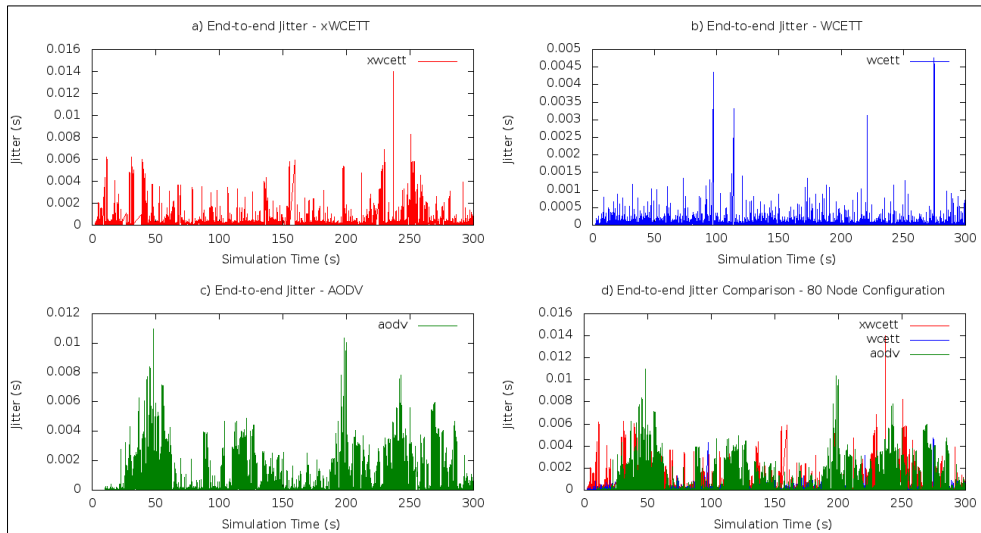 a) End-to-end Jitter - xWCETT
xwcett
Jitter (s)
0.016
0.014
0.012
0.01
0.008
0.006
0.004
0.002
0
0 50 100 150 200 250 300
Simulation Time (s)
b) End-to-end Jitter - WCETT
wcett
Jitter (s)
0.005
0.0045
0.004
0.0035
0.003
0.0025
0.002
0.0015
0.001
0.0005
0
0 50 100 150 200 250 300
Simulation Time (s)
c) End-to-end Jitter - AODV
aodv
Jitter (s)
0.012
0.01
0.008
0.006
0.004
0.002
0
0 50 100 150 200 250 300
Simulation Time (s)
d) End-to-end Jitter Comparison - 80 Node Configuration
xwcett
wcett
aodv
Jitter (s)
0.016
0.014
0.012
0.01
0.008
0.006
0.004
0.002
0
0 50 100 150 200 250 300
Simulation Time (s)